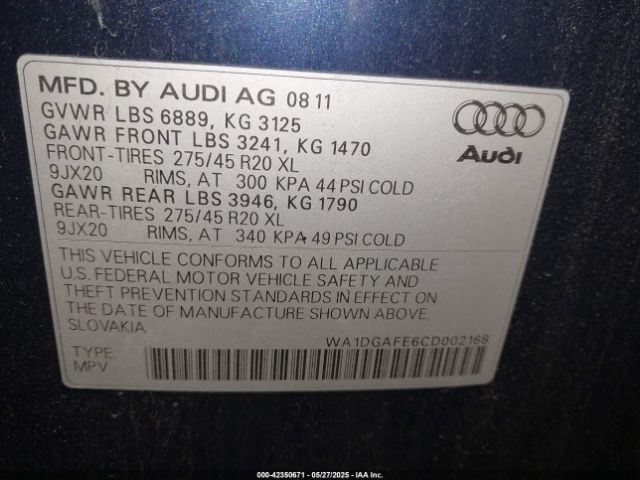 MFD. BY AUDI AG 08 11
GVWR LBS 6889, KG 3125
GAWR FRONT LBS 3241, KG 1470
FRONT-TIRES 275/45 R20 XL
9JX20 RIMS, AT 300 KPA 44 PSI COLD
GAWR REAR LBS 3946, KG 1790
REAR-TIRES 275/45 R20 XL
9JX20 RIMS, AT 340 KPA 49 PSI COLD
Audi
THIS VEHICLE CONFORMS TO ALL APPLICABLE
U.S. FEDERAL MOTOR VEHICLE SAFETY AND
THEFT PREVENTION STANDARDS IN EFFECT ON
THE DATE OF MANUFACTURE SHOWN ABOVE
SLOVAKIA
WA1DGAFE6CD002168
TYPE:
MPV
000-42350671 - 05/27/2025 - IAA Inc.